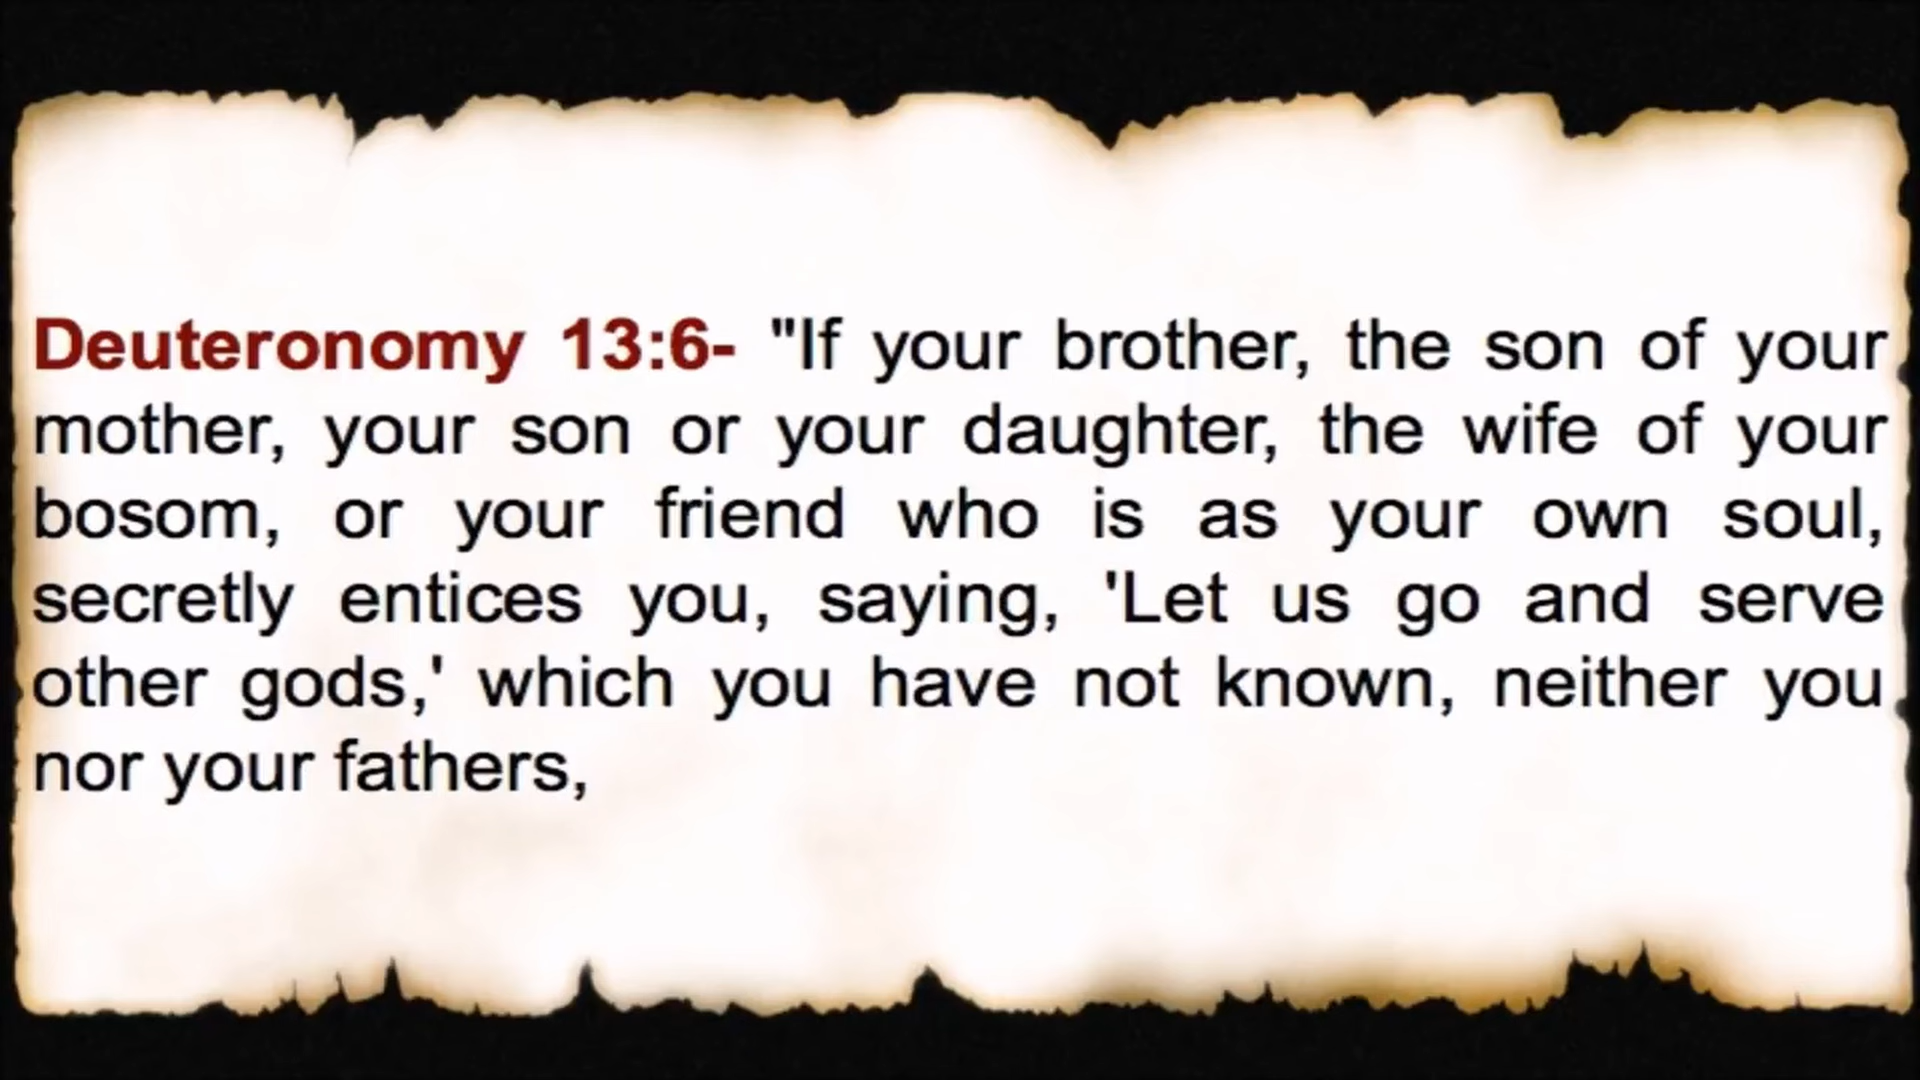 Deuteronomy 13:6- "If your brother, the son of your
mother, your son or your daughter, the wife of your
bosom, or your friend who is as your own soul,
secretly entices you, saying, 'Let us go and serve
other gods,' which you have not known, neither you
nor your fathers,